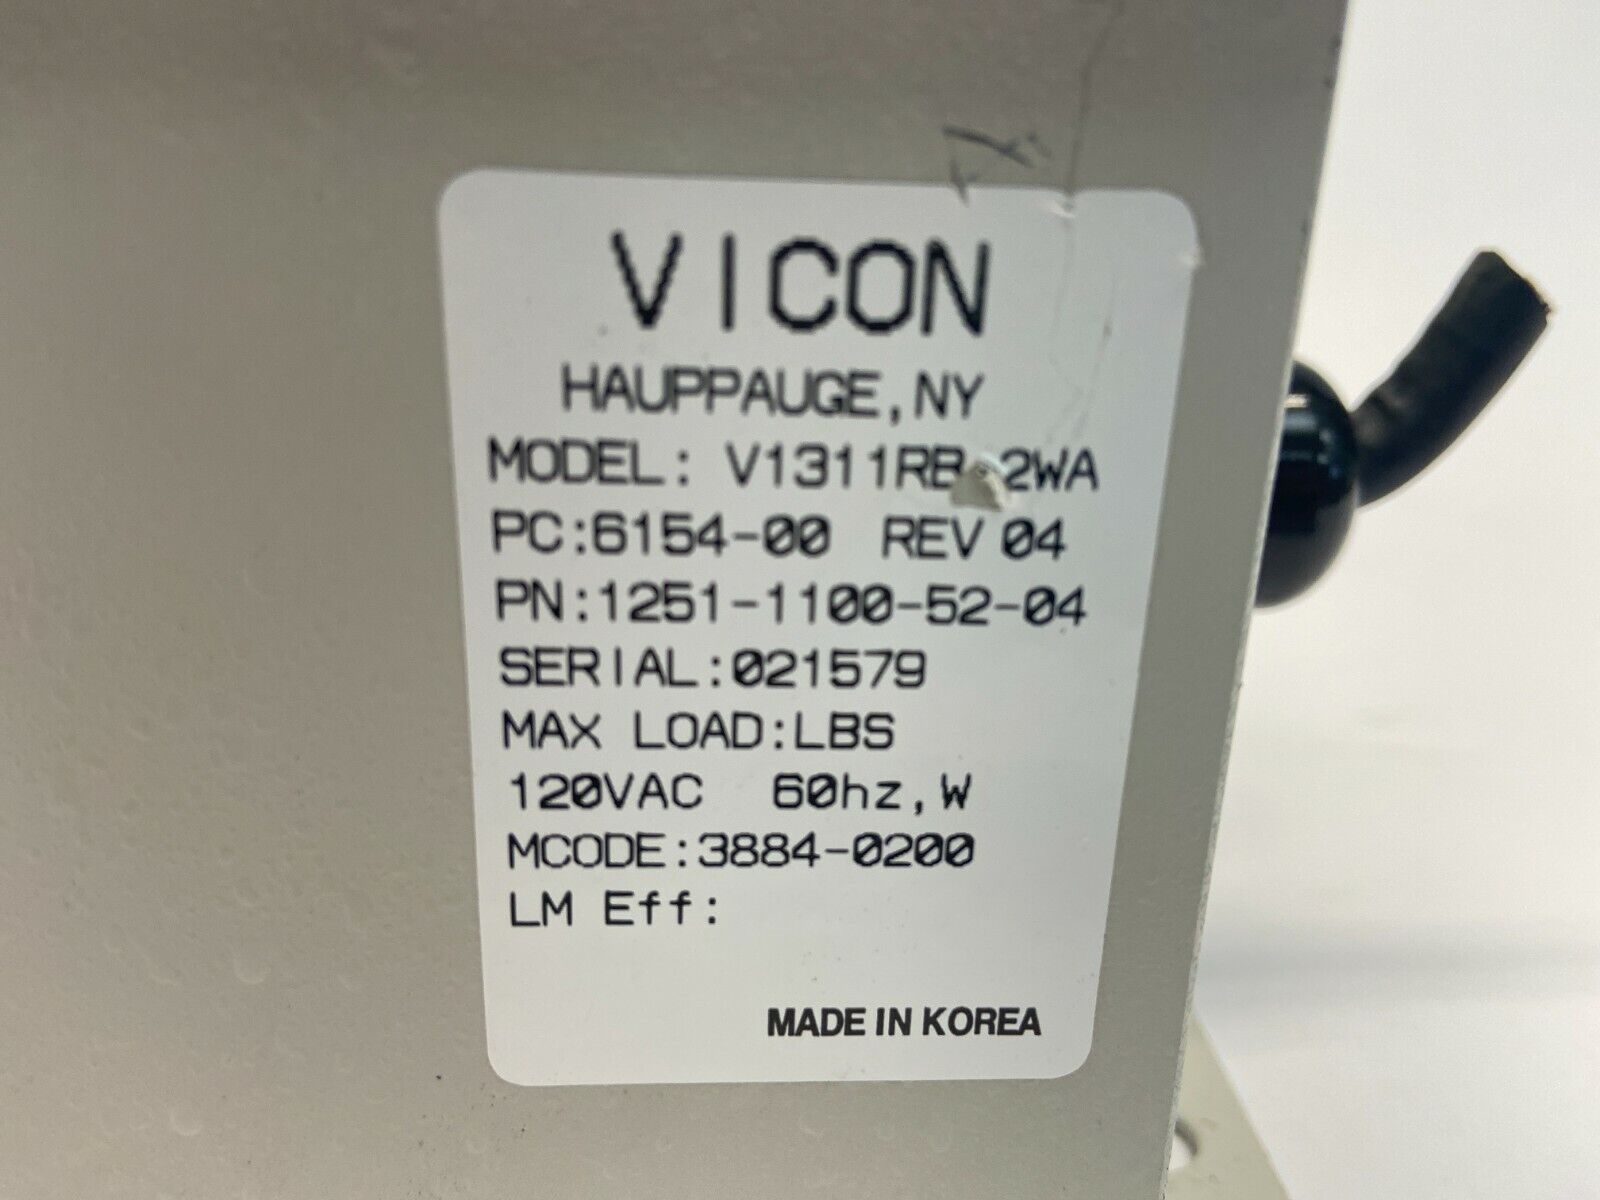 VICON
HAUPPAUGE, NY
MODEL: V1311RB-2WA
PC:6154-00 REV 04
PN:1251-1100-52-04
SERIAL:021579
MAX LOAD:LBS
120VAC 60hz, W
MCODE:3884-0200
LM Eff:
MADE IN KOREA